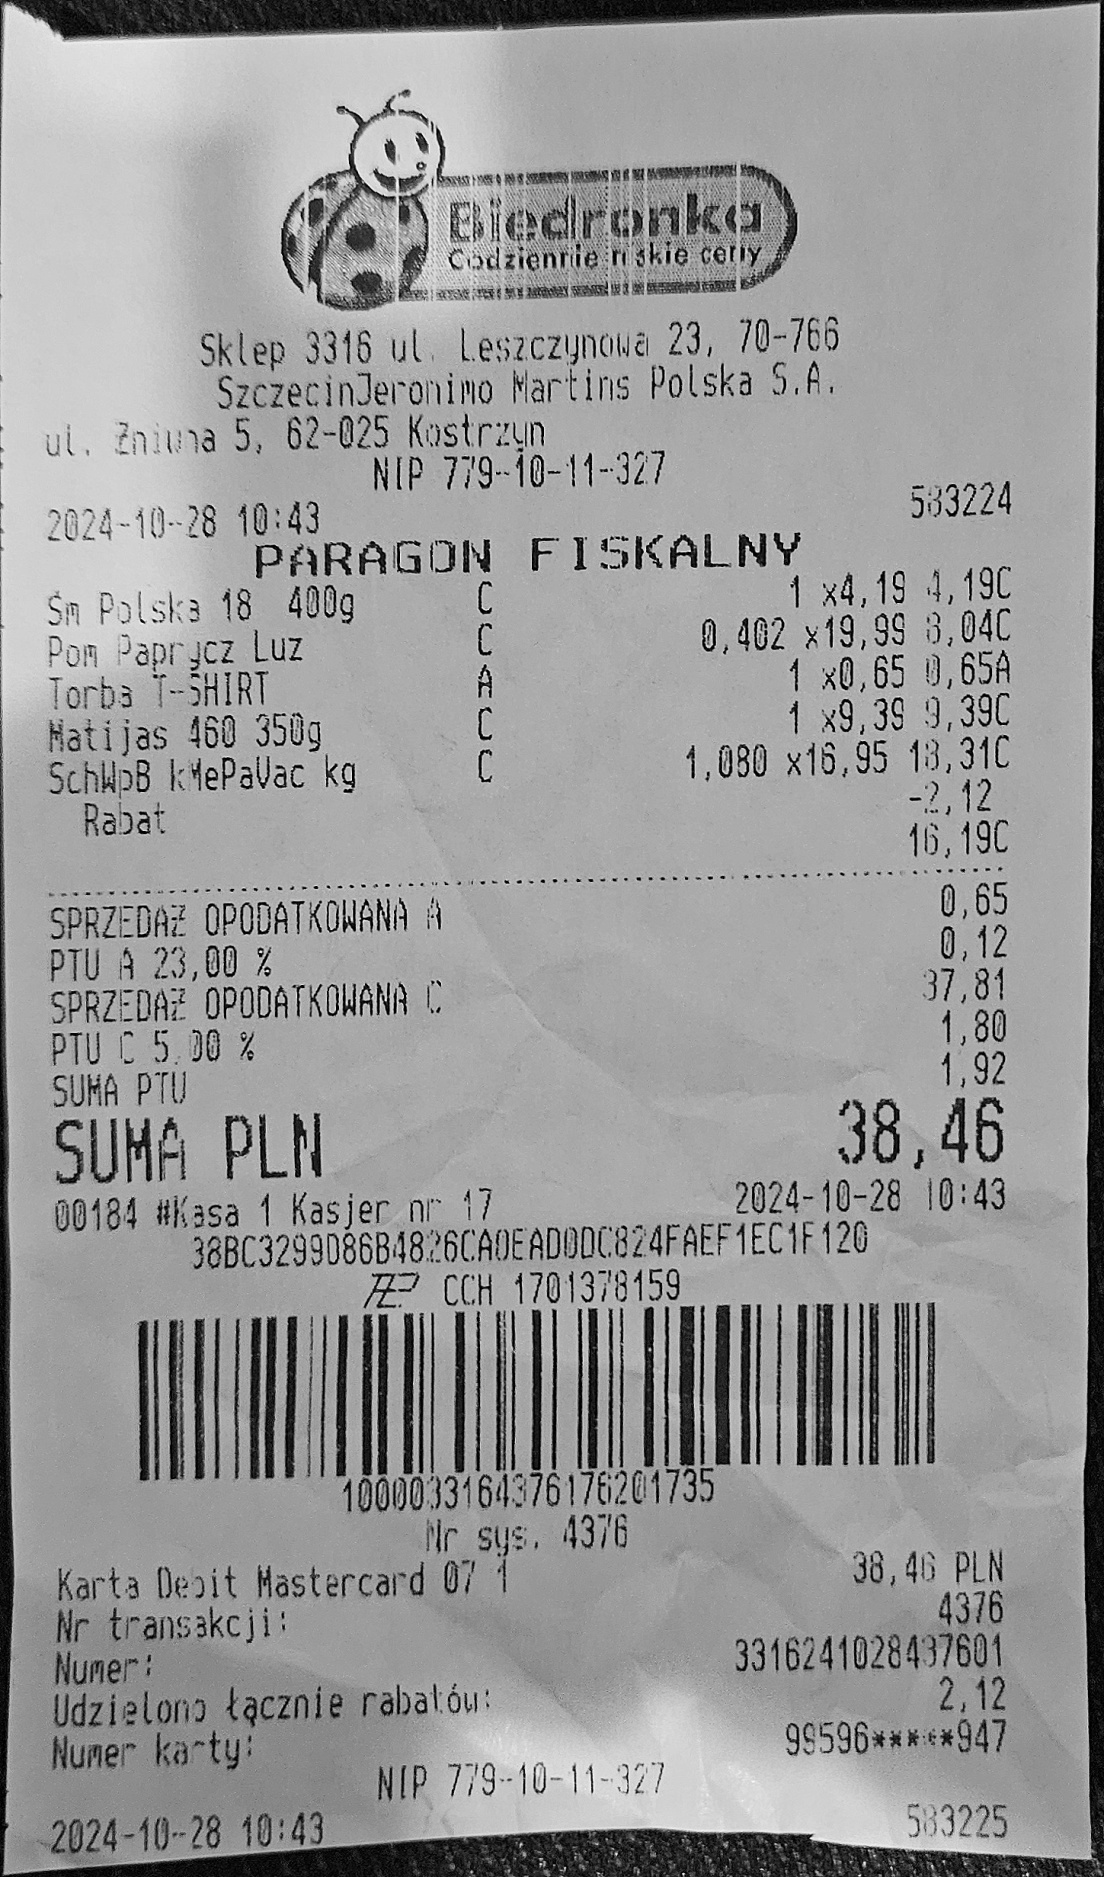 Biedronka
Codziennie niskie ceny
Sklep 3316 ul. Leszczynowa 23, 70-766
SzczecinJeronimo Martins Polska S.A.
ul. Żniwna 5, 62-025 Kostrzyn
NIP 779-10-11-327
2024-10-28 10:43 583224
PARAGON FISKALNY
Śm Polska 18 400g C 1 x4,19 4,19C
Pom Paprycz Luz C 0,402 x19,99 8,04C
Torba T-SHIRT A 1 x0,65 0,65A
Matijas 460 350g C 1 x9,39 9,39C
SchWpB kMePaVac kg C 1,080 x16,95 18,31C
Rabat -2,12
16,19C
SPRZEDAŻ OPODATKOWANA A 0,65
PTU A 23,00 % 0,12
SPRZEDAŻ OPODATKOWANA C 37,81
PTU C 5,00 % 1,80
SUMA PTU 1,92
SUMA PLN 38,46
00184 #Kasa 1 Kasjer nr 17 2024-10-28 10:43
38BC3299D86B4826CA0EAD0DC824FAEF1EC1F120
CCH 1701378159
1000033164376176201735
Nr sys. 4376
Karta Debit Mastercard 07 1 38,46 PLN
Nr transakcji: 4376
Numer: 3316241028437601
Udzielono łącznie rabatów: 2,12
Numer karty: 99596*****947
NIP 779-10-11-327
2024-10-28 10:43 583225